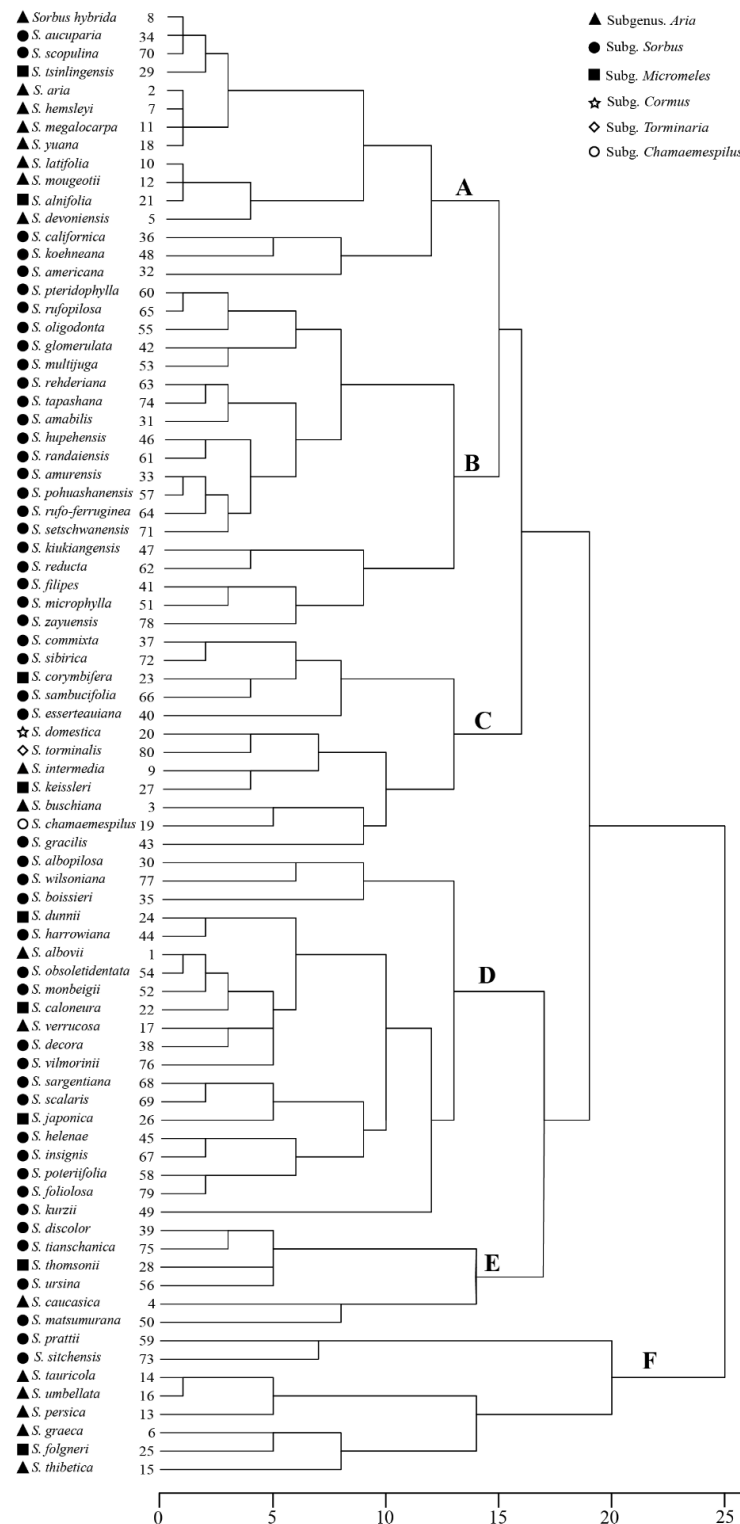 Sorbus hybrida 8
S. aucuparia 34
S. scopulina 70
S. tsinlingensis 29
S. aria 2
S. hemsleyi 7
S. megalocarpa 11
S. yuana 18
S. latifolia 10
S. mougeotii 12
S. alnifolia 21
S. devoniensis 5
S. californica 36
S. koehneana 48
S. americana 32
S. pteridophylla 60
S. rufopilosa 65
S. oligodonta 55
S. glomerulata 42
S. multijuga 53
S. rehderiana 63
S. tapashana 74
S. amabilis 31
S. hupehensis 46
S. randaiensis 61
S. amurensis 33
S. pohuashanensis 57
S. rufo-ferruginea 64
S. setschwanensis 71
S. kiukiangensis 47
S. reducta 62
S. filipes 41
S. microphylla 51
S. zayuensis 78
S. commixta 37
S. sibirica 72
S. corymbifera 23
S. sambucifolia 66
S. esserteauiana 40
S. domestica 20
S. torminalis 80
S. intermedia 9
S. keissleri 27
S. buschiana 3
S. chamaemespilus 19
S. gracilis 43
S. albopilosa 30
S. wilsoniana 77
S. boissieri 35
S. dunnii 24
S. harrowiana 44
S. albovii 1
S. obsoletidentata 54
S. monbeigii 52
S. caloneura 22
S. verrucosa 17
S. decora 38
S. vilmorinii 76
S. sargentiana 68
S. scalaris 69
S. japonica 26
S. helenae 45
S. insignis 67
S. poteriifolia 58
S. foliolosa 79
S. kurzii 49
S. discolor 39
S. tianschanica 75
S. thomsonii 28
S. ursina 56
S. caucasica 4
S. matsumurana 50
S. prattii 59
S. sitchensis 73
S. tauricola 14
S. umbellata 16
S. persica 13
S. graeca 6
S. folgneri 25
S. thibetica 15
A
B
C
D
E
F
Subgenus. Aria
Subg. Sorbus
Subg. Micromeles
Subg. Cormus
Subg. Torminaria
Subg. Chamaemespilus
0 5 10 15 20 25